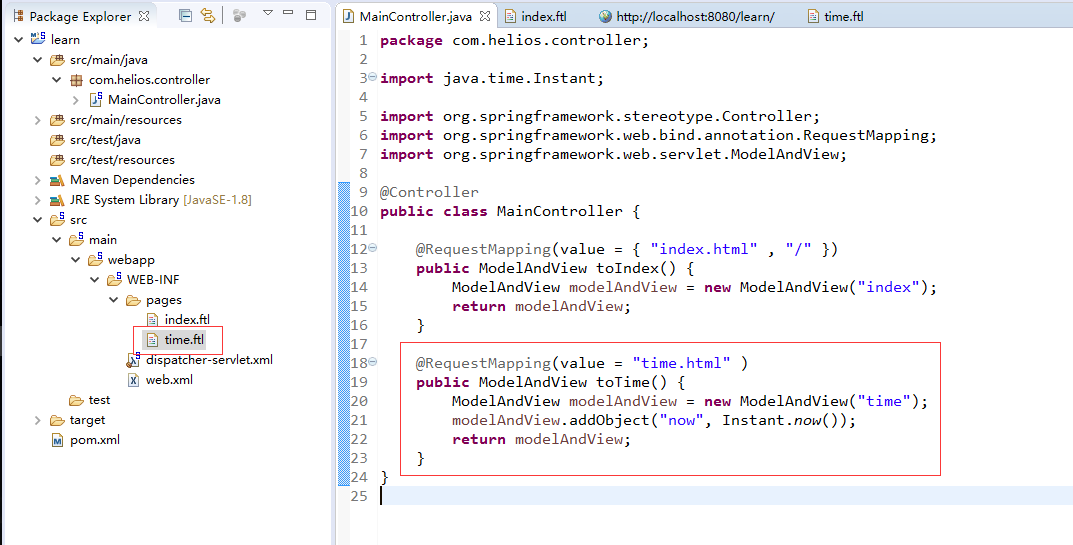 Package Explorer
learn
src/main/java
com.helios.controller
MainController.java
src/main/resources
src/test/java
src/test/resources
Maven Dependencies
JRE System Library [JavaSE-1.8]
src
main
webapp
WEB-INF
pages
index.ftl
time.ftl
dispatcher-servlet.xml
web.xml
test
target
pom.xml
MainController.java index.ftl http://localhost:8080/learn/ time.ftl
1 package com.helios.controller;
2
3 import java.time.Instant;
4
5 import org.springframework.stereotype.Controller;
6 import org.springframework.web.bind.annotation.RequestMapping;
7 import org.springframework.web.servlet.ModelAndView;
8
9 @Controller
10 public class MainController {
11
12 @RequestMapping(value = { "index.html" , "/" })
13 public ModelAndView toIndex() {
14 ModelAndView modelAndView = new ModelAndView("index");
15 return modelAndView;
16 }
17
18 @RequestMapping(value = "time.html" )
19 public ModelAndView toTime() {
20 ModelAndView modelAndView = new ModelAndView("time");
21 modelAndView.addObject("now", Instant.now());
22 return modelAndView;
23 }
24 }
25